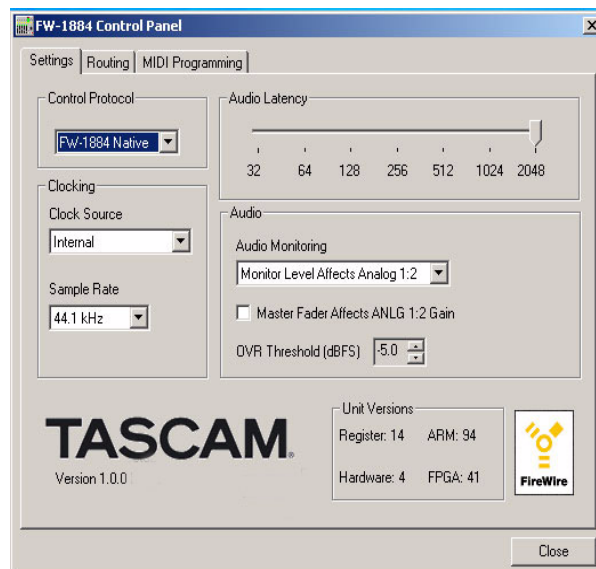 FW-1884 Control Panel
Settings
Routing
MIDI Programming
Control Protocol
FW-1884 Native
Audio Latency
32 64 128 256 512 1024 2048
Clocking
Clock Source
Internal
Sample Rate
44.1 kHz
Audio
Audio Monitoring
Monitor Level Affects Analog 1:2
Master Fader Affects ANLG 1:2 Gain
OVR Threshold (dBFS) -5.0
TASCAM.
Version 1.0.0
Unit Versions
Register: 14 ARM: 94
Hardware: 4 FPGA: 41
FireWire
Close